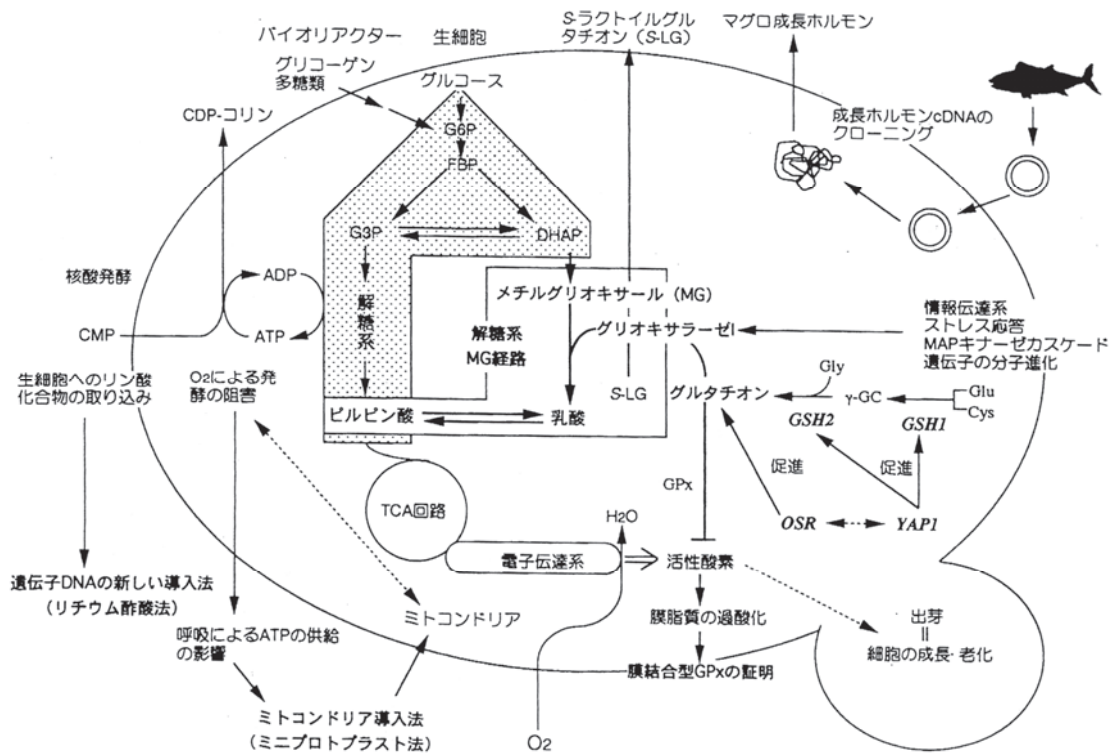 S-ラクトイルグル
タチオン（S-LG）
マグロ成長ホルモン
バイオリアクター
生細胞
グリコーゲン
多糖類
グルコース
CDP-コリン
G6P
成長ホルモンcDNAの
クローニング
FBP
G3P
DHAP
核酸発酵
ADP
メチルグリオキサール（MG）
解糖系
情報伝達系
ストレス応答
MAPキナーゼカスケード
遺伝子の分子進化
CMP
ATP
解糖系
MG経路
グリオキサラーゼI
生細胞へのリン酸
化合物の取り込み
O2による発
酵の阻害
Gly
S-LG
グルタチオン
γ-GC
Glu
Cys
ピルビン酸
乳酸
GSH2
GSH1
促進
促進
GPx
TCA回路
H2O
OSR
YAP1
電子伝達系
活性酸素
遺伝子DNAの新しい導入法
（リチウム酢酸法）
ミトコンドリア
膜脂質の過酸化
出芽
||
細胞の成長・老化
呼吸によるATPの供給
の影響
膜結合型GPxの証明
ミトコンドリア導入法
（ミニプロトプラスト法）
O2